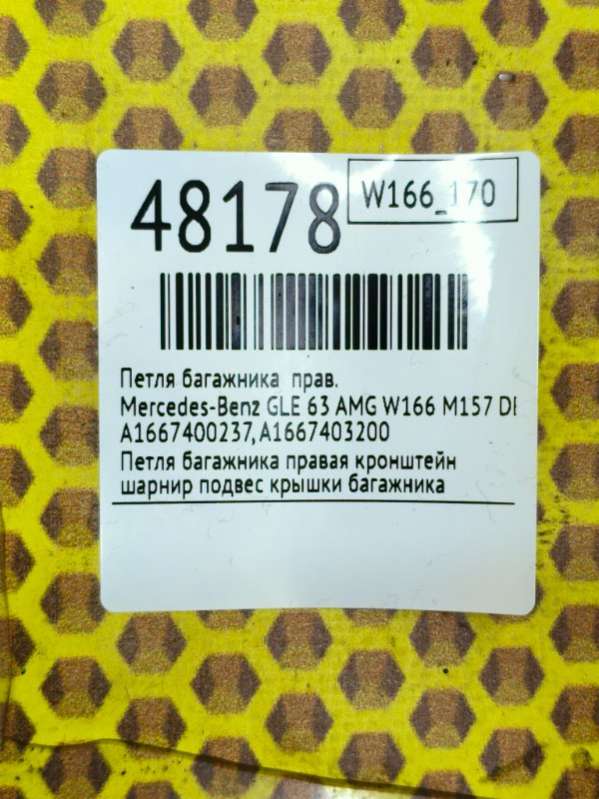 48178
W166_170
Петля багажника прав.
Mercedes-Benz GLE 63 AMG W166 M157
A1667400237, A1667403200
Петля багажника правая кронштейн
шарнир подвес крышки багажника